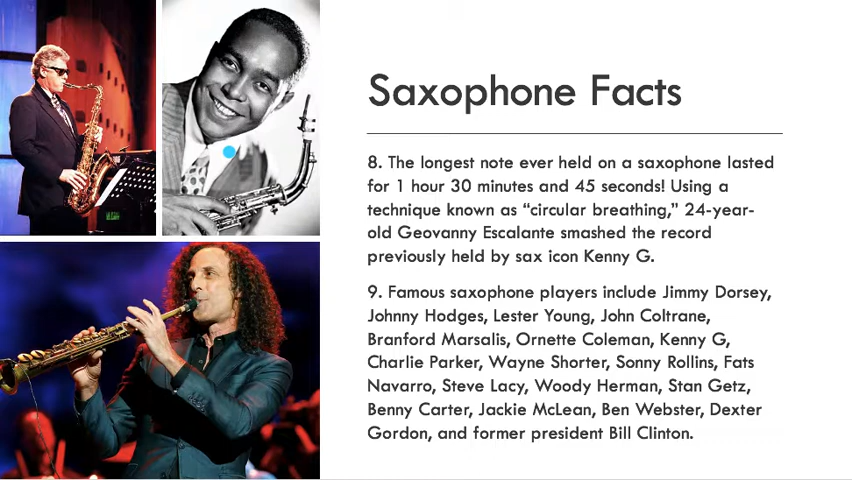 Saxophone Facts
8. The longest note ever held on a saxophone lasted
for 1 hour 30 minutes and 45 seconds! Using a
technique known as “circular breathing,” 24-year-
old Geovanny Escalante smashed the record
previously held by sax icon Kenny G.
9. Famous saxophone players include Jimmy Dorsey,
Johnny Hodges, Lester Young, John Coltrane,
Branford Marsalis, Ornette Coleman, Kenny G,
Charlie Parker, Wayne Shorter, Sonny Rollins, Fats
Navarro, Steve Lacy, Woody Herman, Stan Getz,
Benny Carter, Jackie McLean, Ben Webster, Dexter
Gordon, and former president Bill Clinton.